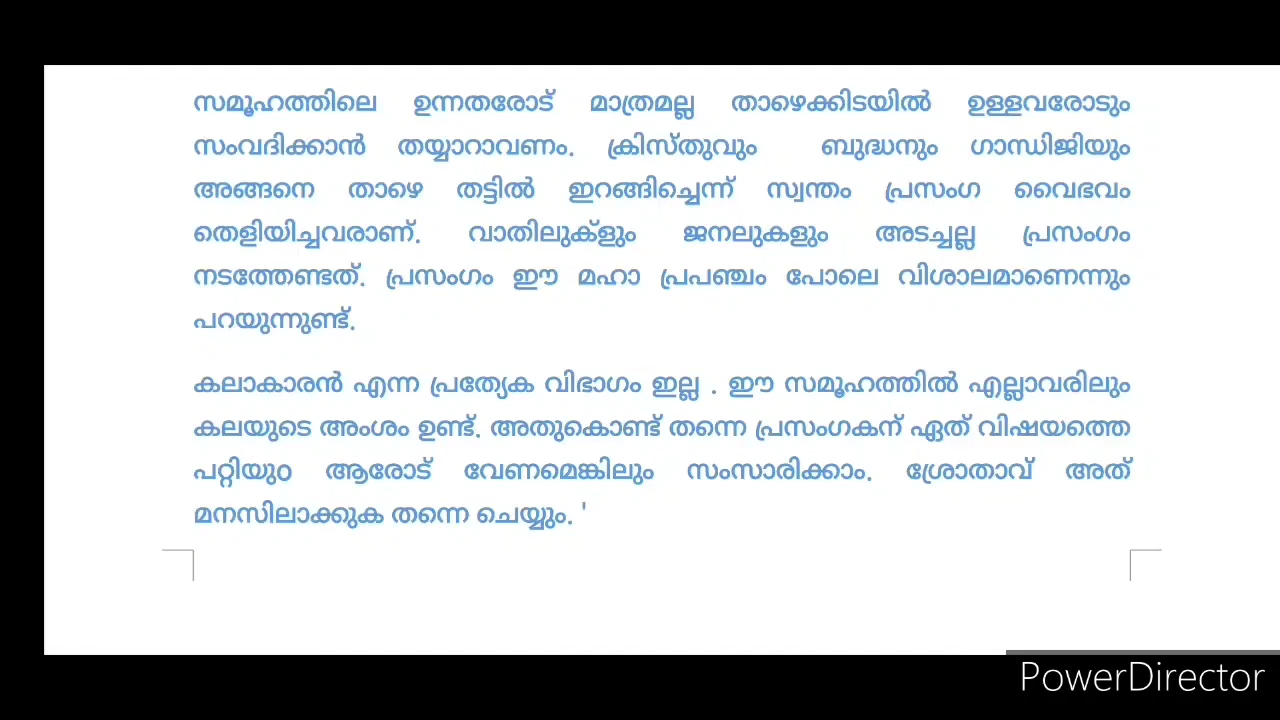 സമൂഹത്തിലെ ഉന്നതരോട് മാത്രമല്ല താഴെക്കിടയിൽ ഉള്ളവരോടും
സംവദിക്കാൻ തയ്യാറാവണം. ക്രിസ്തുവും ബുദ്ധനും ഗാന്ധിജിയും
അങ്ങനെ താഴെ തട്ടിൽ ഇറങ്ങിച്ചെന്ന് സ്വന്തം പ്രസംഗ വൈഭവം
തെളിയിച്ചവരാണ്. വാതിലുക്ളും ജനലുകളും അടച്ചല്ല പ്രസംഗം
നടത്തേണ്ടത്. പ്രസംഗം ഈ മഹാ പ്രപഞ്ചം പോലെ വിശാലമാണെന്നും
പറയുന്നുണ്ട്.
കലാകാരൻ എന്ന പ്രത്യേക വിഭാഗം ഇല്ല . ഈ സമൂഹത്തിൽ എല്ലാവരിലും
കലയുടെ അംശം ഉണ്ട്. അതുകൊണ്ട് തന്നെ പ്രസംഗകന് ഏത് വിഷയത്തെ
പറ്റിയുo ആരോട് വേണമെങ്കിലും സംസാരിക്കാം. ശ്രോതാവ് അത്
മനസിലാക്കുക തന്നെ ചെയ്യും. '
PowerDirector